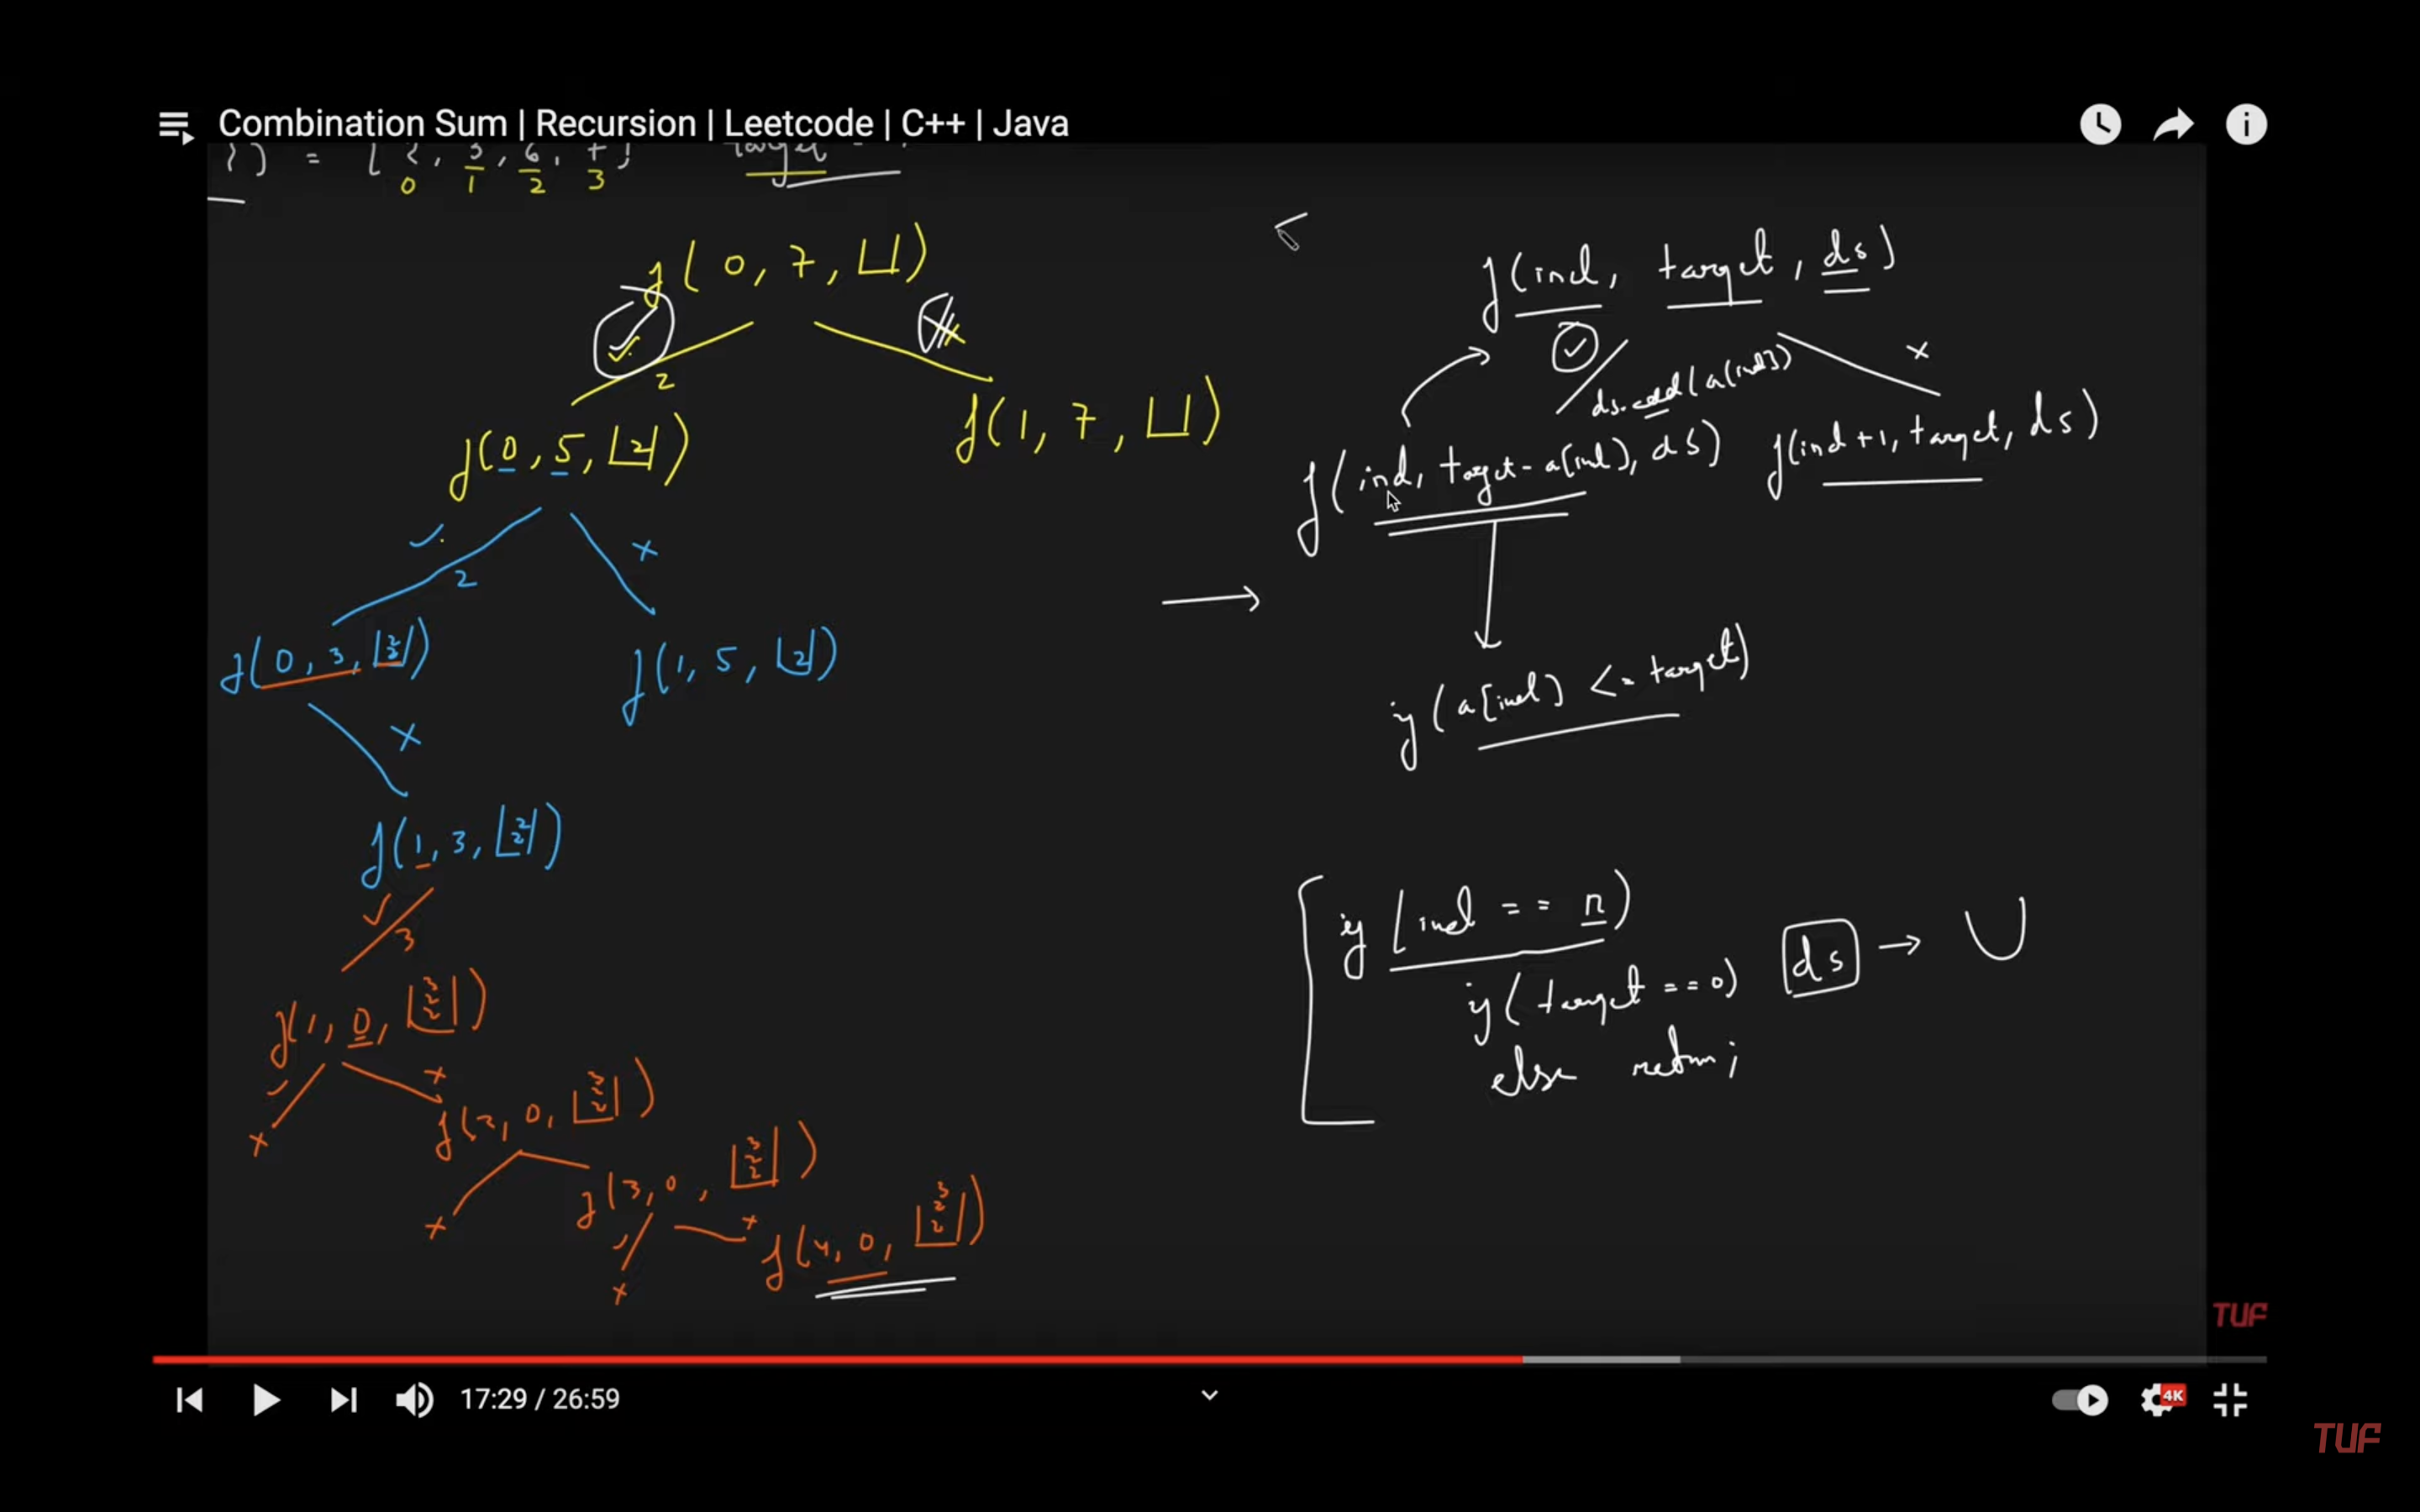 Combination Sum | Recursion | Leetcode | C++ | Java
[2, 3, 6, 7] target
0 1 2 3
f(0, 7, ⊔)
f(ind, target, ds)
✓ x ✓ x
2 ds.add(a[ind])
f(0, 5, [2]) f(1, 7, ⊔) f(ind, target-a[ind], ds) f(ind+1, target, ds)
✓ x
2
f(0, 3, [2 2]) f(1, 5, [2]) if(a[ind] <= target)
x
f(1, 3, [2 2])
✓ 3
if(ind == n)
f(1, 0, [3 2 2]) if(target == 0) ds →
x else return;
x f(2, 0, [3 2 2])
x f(3, 0, [3 2 2])
x
x f(4, 0, [3 2 2])
TUF
17:29 / 26:59
4K
TUF